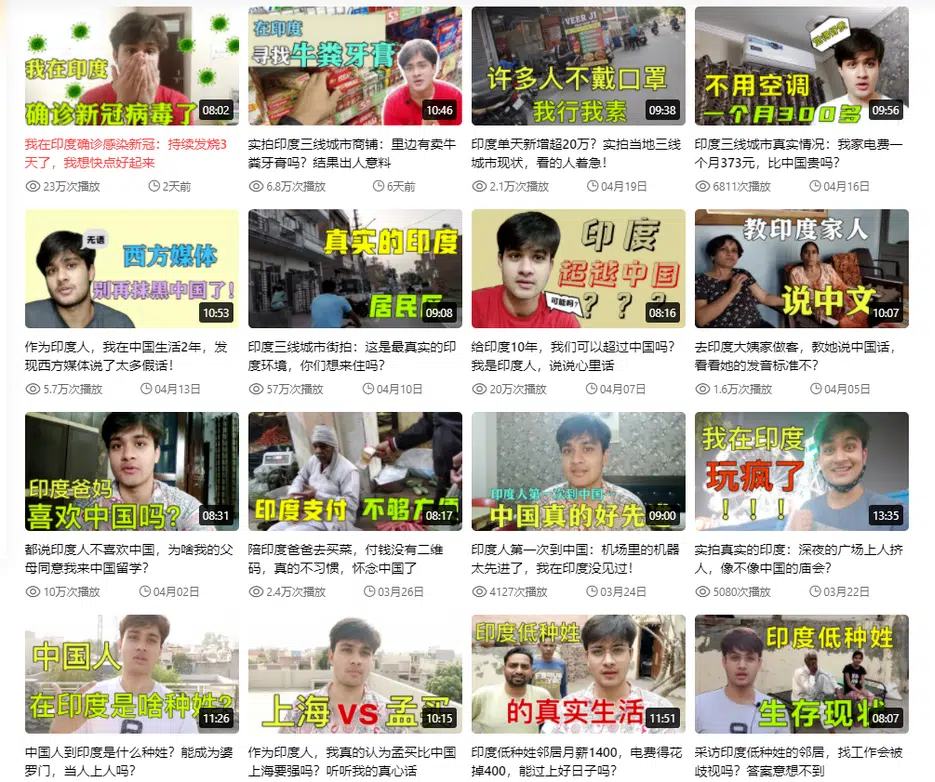 我在印度
确诊新冠病毒了
08:02
在印度
寻找牛粪牙膏
10:46
VEER JI
许多人不戴口罩
我行我素
09:38
不用空调
一个月300多
09:56
我在印度确诊感染新冠：持续发烧3
天了，我想快点好起来
实拍印度三线城市商铺：里边有卖牛
粪牙膏吗？结果出人意料
印度单天新增超20万？实拍当地三线
城市现状，看的人着急！
印度三线城市真实情况：我家电费一
个月373元，比中国贵吗？
23万次播放
2天前
6.8万次播放
6天前
2.1万次播放
04月19日
6811次播放
04月16日
无语
西方媒体
别再抹黑中国了！
10:53
真实的印度
居民区
09:08
印度
超越中国
？？？
可能吗？
08:16
教印度家人
说中文
10:07
作为印度人，我在中国生活2年，发
现西方媒体说了太多假话！
印度三线城市街拍：这是最真实的印
度环境，你们想来住吗？
给印度10年，我们可以超过中国吗？
我是印度人，说说心里话
去印度大姨家做客，教她说中国话，
看看她的发音标准不？
5.7万次播放
04月13日
57万次播放
04月10日
20万次播放
04月07日
1.6万次播放
04月05日
印度爸妈
喜欢中国吗？
08:31
印度支付 不够方便
08:17
印度人第一次到中国
中国真的好先进
09:00
我在印度
玩疯了
！！！
13:35
都说印度人不喜欢中国，为啥我的父
母同意我来中国留学？
陪印度爸爸去买菜，付钱没有二维
码，真的不习惯，怀念中国了
印度人第一次到中国：机场里的机器
太先进了，我在印度没见过！
实拍真实的印度：深夜的广场上人挤
人，像不像中国的庙会？
10万次播放
04月02日
2.4万次播放
03月26日
4127次播放
03月24日
5080次播放
03月22日
中国人
在印度是啥种姓？
11:26
上海VS孟买
10:15
印度低种姓
的真实生活
11:51
印度低种姓
生存现状
08:07
中国人到印度是什么种姓？能成为婆
罗门，当人上人吗？
作为印度人，我真的认为孟买比中国
上海要强吗？听听我的真心话
印度低种姓邻居月薪1400，电费得花
掉400，能过上好日子吗？
采访印度低种姓的邻居，找工作会被
歧视吗？答案意想不到